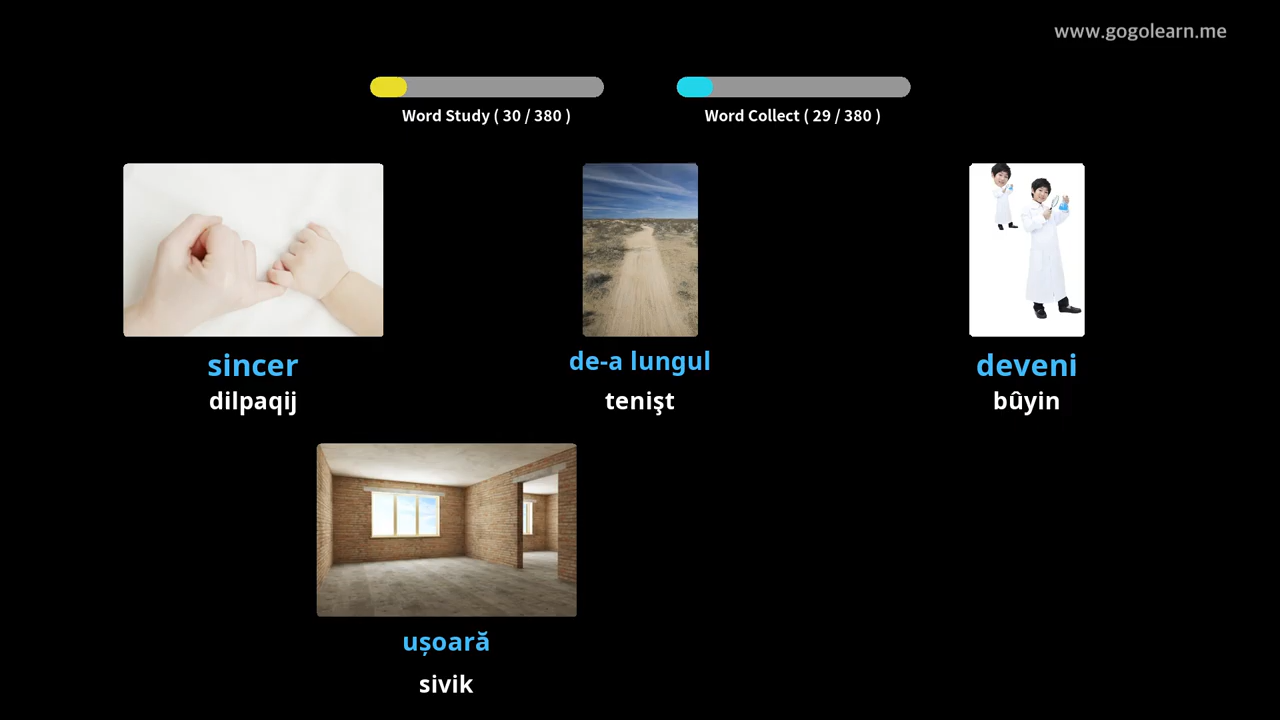 www.gogolearn.me
Word Study ( 30 / 380 )
Word Collect ( 29 / 380 )
sincer
dilpaqij
de-a lungul
tenişt
deveni
bûyin
ușoară
sivik